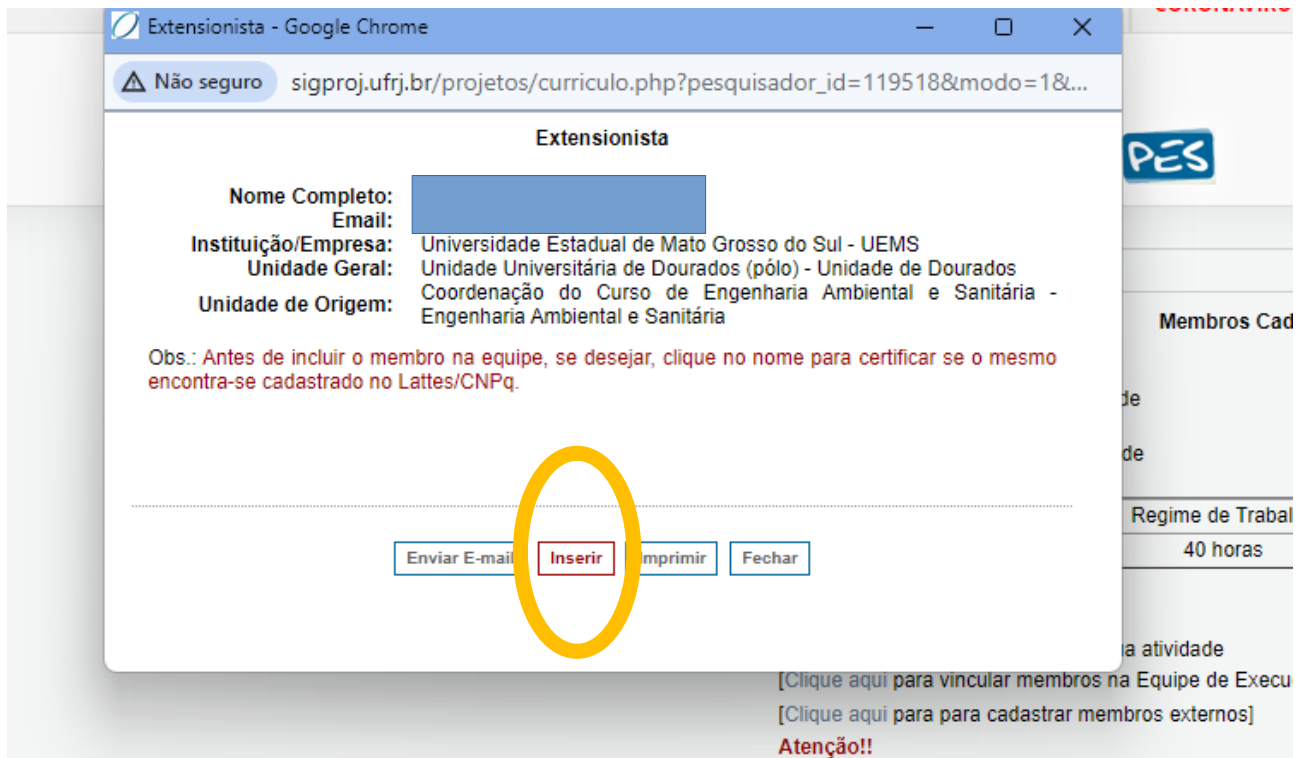 Extensionista - Google Chrome
Não seguro sigproj.ufrj.br/projetos/curriculo.php?pesquisador_id=119518&modo=1&...
Extensionista
PES
Nome Completo:
Email:
Instituição/Empresa: Universidade Estadual de Mato Grosso do Sul - UEMS
Unidade Geral: Unidade Universitária de Dourados (pólo) - Unidade de Dourados
Unidade de Origem: Coordenação do Curso de Engenharia Ambiental e Sanitária -
Engenharia Ambiental e Sanitária
Membros Cad
Obs.: Antes de incluir o membro na equipe, se desejar, clique no nome para certificar se o mesmo
encontra-se cadastrado no Lattes/CNPq.
de
de
Regime de Trabal
40 horas
Enviar E-mail Inserir Imprimir Fechar
a atividade
[Clique aqui para vincular membros na Equipe de Execu
[Clique aqui para para cadastrar membros externos]
Atenção!!